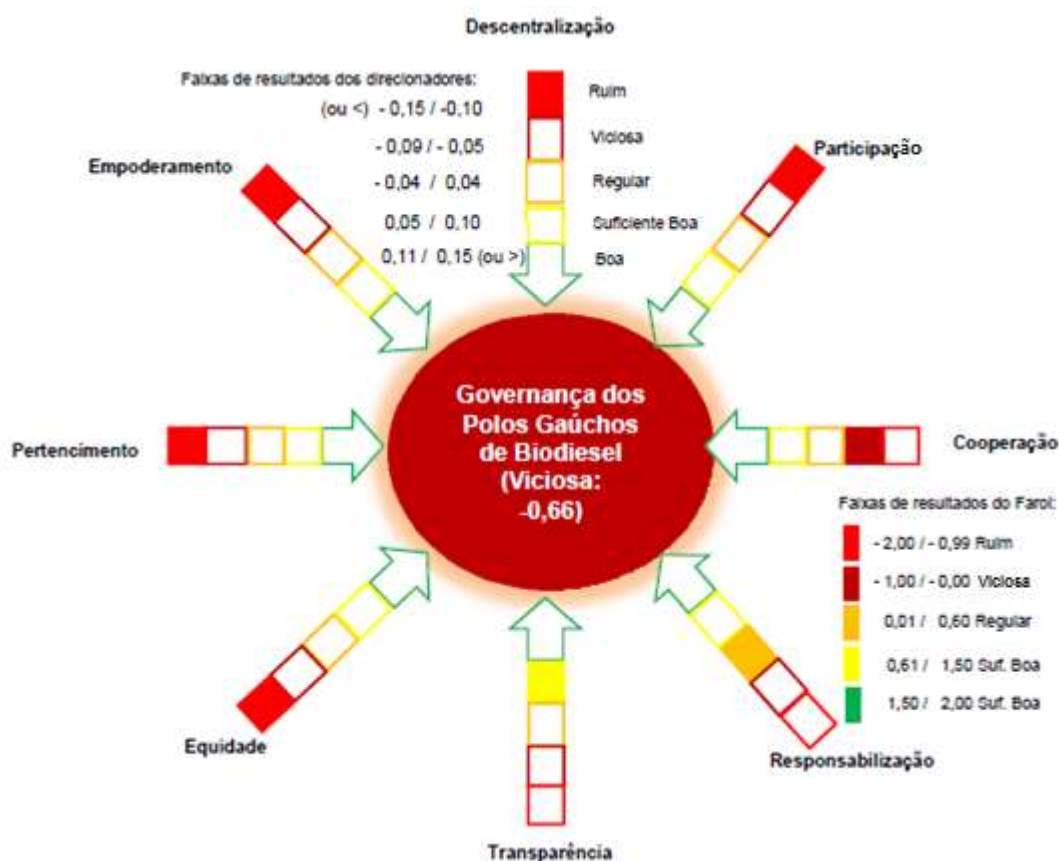 Descentralização
Faixas de resultados dos direcionadores:
(ou <) - 0,15 / -0,10 Ruim
- 0,09 / - 0,05 Viciosa
- 0,04 / 0,04 Regular
0,05 / 0,10 Suficiente Boa
0,11 / 0,15 (ou >) Boa
Empoderamento
Participação
Pertencimento
Governança dos
Polos Gaúchos
de Biodiesel
(Viciosa:
-0,66)
Cooperação
Faixas de resultados do Farol:
- 2,00 / - 0,99 Ruim
- 1,00 / - 0,00 Viciosa
0,01 / 0,60 Regular
0,61 / 1,50 Suf. Boa
1,50 / 2,00 Suf. Boa
Equidade
Responsabilização
Transparência